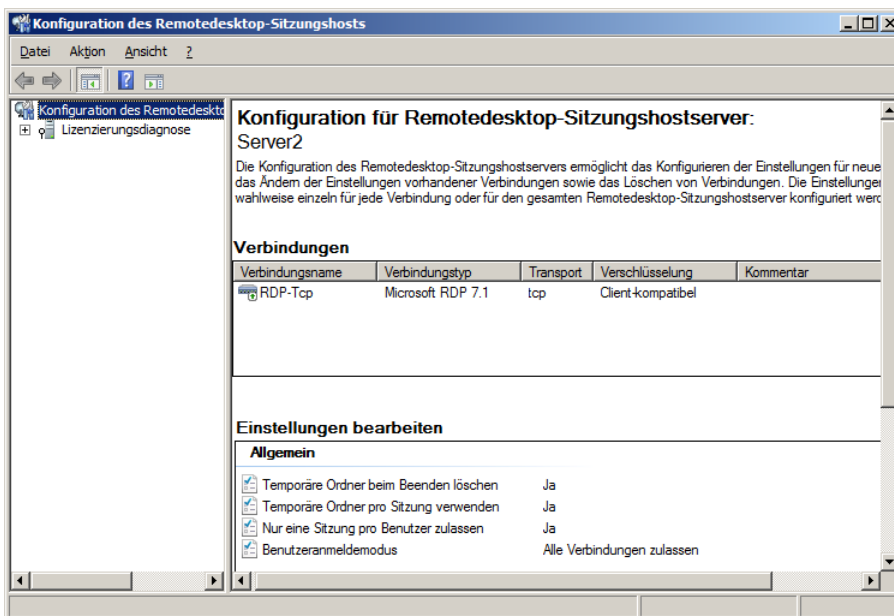 Konfiguration des Remotedesktop-Sitzungshosts
Datei Aktion Ansicht ?
Konfiguration des Remotedeskto
Lizenzierungsdiagnose
Konfiguration für Remotedesktop-Sitzungshostserver:
Server2
Die Konfiguration des Remotedesktop-Sitzungshostservers ermöglicht das Konfigurieren der Einstellungen für neue
das Ändern der Einstellungen vorhandener Verbindungen sowie das Löschen von Verbindungen. Die Einstellungen
wahlweise einzeln für jede Verbindung oder für den gesamten Remotedesktop-Sitzungshostserver konfiguriert werd
Verbindungen
Verbindungsname Verbindungstyp Transport Verschlüsselung Kommentar
RDP-Tcp Microsoft RDP 7.1 tcp Client-kompatibel
Einstellungen bearbeiten
Allgemein
Temporäre Ordner beim Beenden löschen Ja
Temporäre Ordner pro Sitzung verwenden Ja
Nur eine Sitzung pro Benutzer zulassen Ja
Benutzeranmeldemodus Alle Verbindungen zulassen